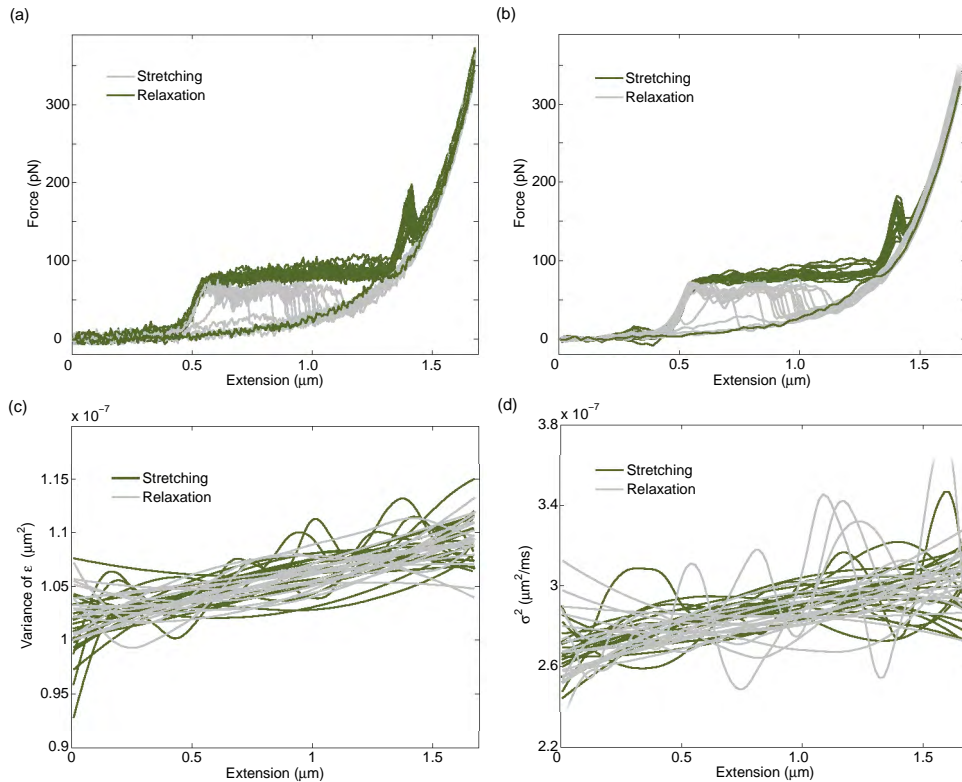 (a)
Stretching
Relaxation
Force (pN)
300
200
100
0
0 0.5 1.0 1.5
Extension (μm)
(b)
Stretching
Relaxation
Force (pN)
300
200
100
0
0 0.5 1.0 1.5
Extension (μm)
(c)
x 10⁻⁷
Stretching
Relaxation
Variance of ε (μm²)
1.15
1.1
1.05
1
0.95
0.9
0 0.5 1 1.5
Extension (μm)
(d)
x 10⁻⁷
Stretching
Relaxation
σ² (μm²/ms)
3.8
3.4
3
2.6
2.2
0 0.5 1.0 1.5
Extension (μm)